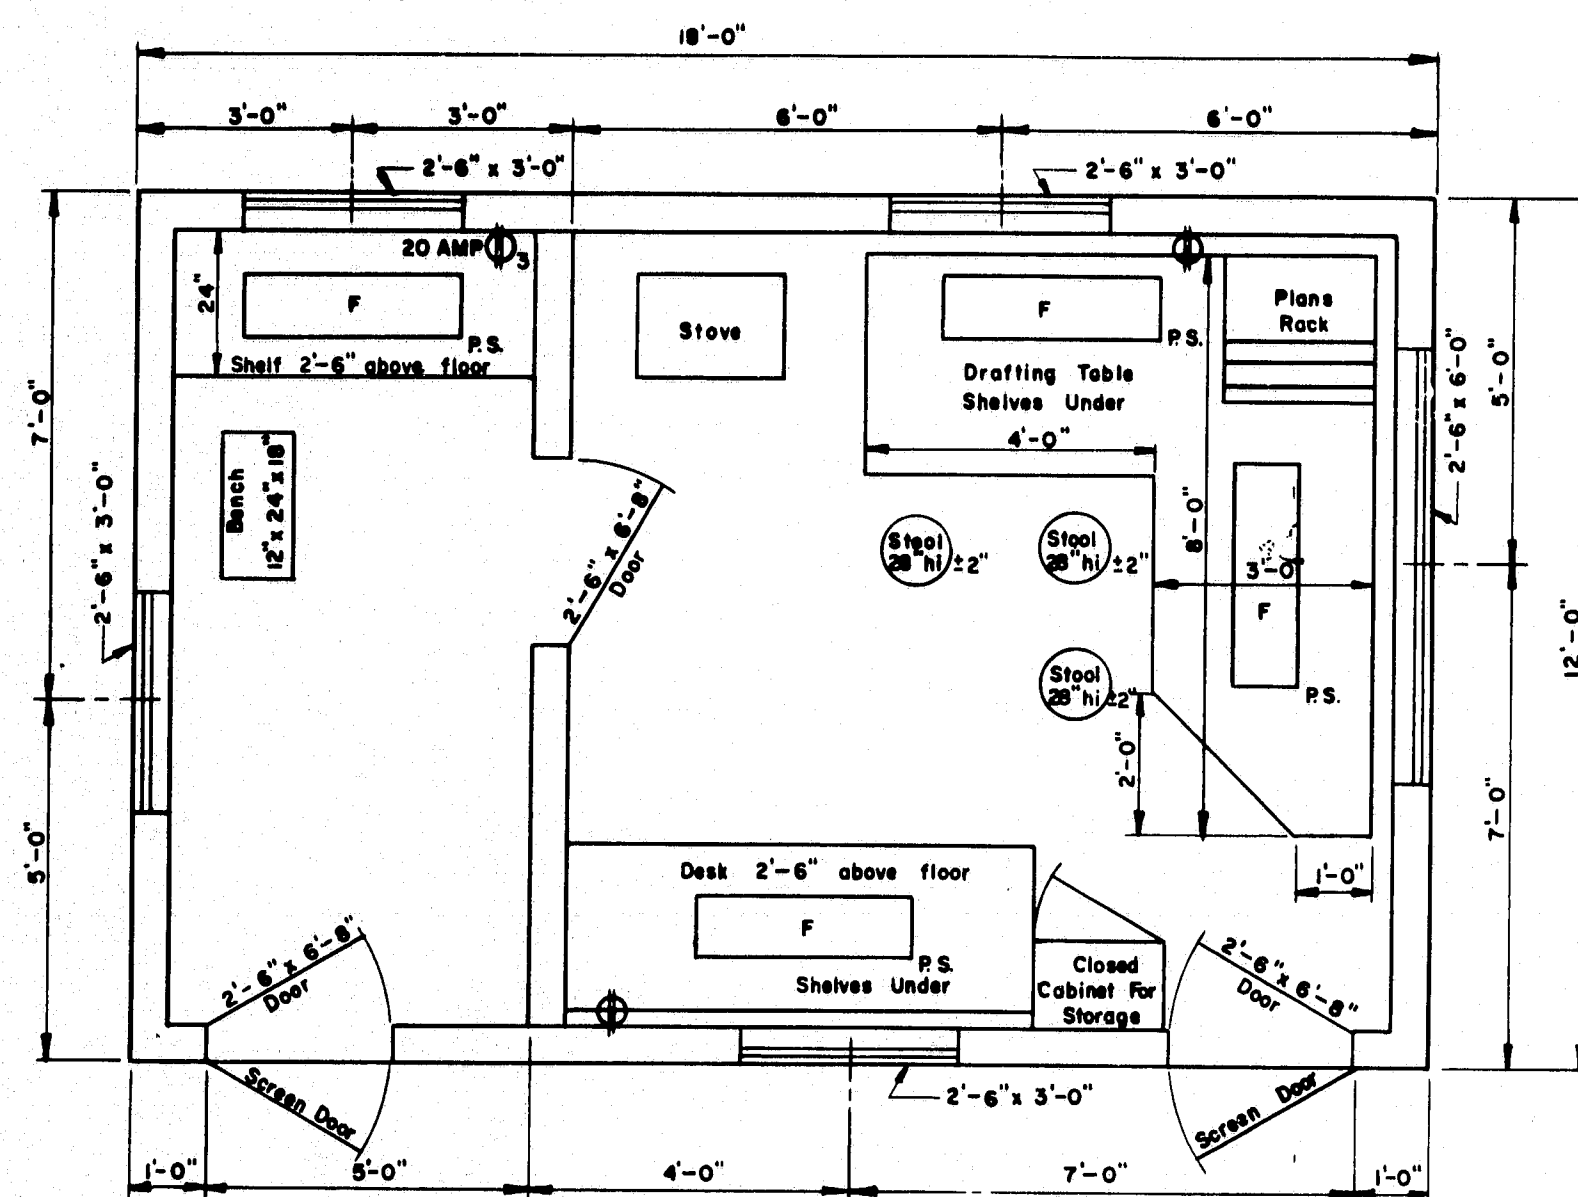 18'-0"
3'-0" 3'-0" 6'-0" 6'-0"
2'-6" x 3'-0" 2'-6" x 3'-0"
20 AMP 3
24"
F
P.S.
Shelf 2'-6" above floor
Stove
F
P.S.
Drafting Table
Shelves Under
4'-0"
Plans
Rack
7'-0"
5'-0"
2'-6" x 6'-0"
2'-6" x 3'-0"
Bench
12" x 24" x 18"
2'-6" x 6'-8"
Door
Stool
28" hi ±2"
Stool
28" hi ±2"
8'-0"
3'-0"
F
P.S.
12'-0"
Stool
28" hi ±2"
2'-0"
5'-0"
7'-0"
1'-0"
Desk 2'-6" above floor
F
P.S.
Shelves Under
Closed
Cabinet For
Storage
2'-6" x 6'-8"
Door
2'-6" x 6'-8"
Door
Screen Door
Screen Door
2'-6" x 3'-0"
1'-0" 5'-0" 4'-0" 7'-0" 1'-0"